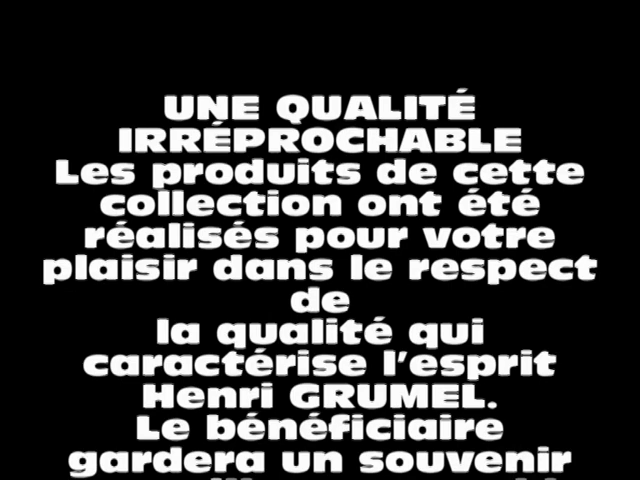 UNE QUALITÉ
IRRÉPROCHABLE
Les produits de cette
collection ont été
réalisés pour votre
plaisir dans le respect
de
la qualité qui
caractérise l'esprit
Henri GRUMEL.
Le bénéficiaire
gardera un souvenir